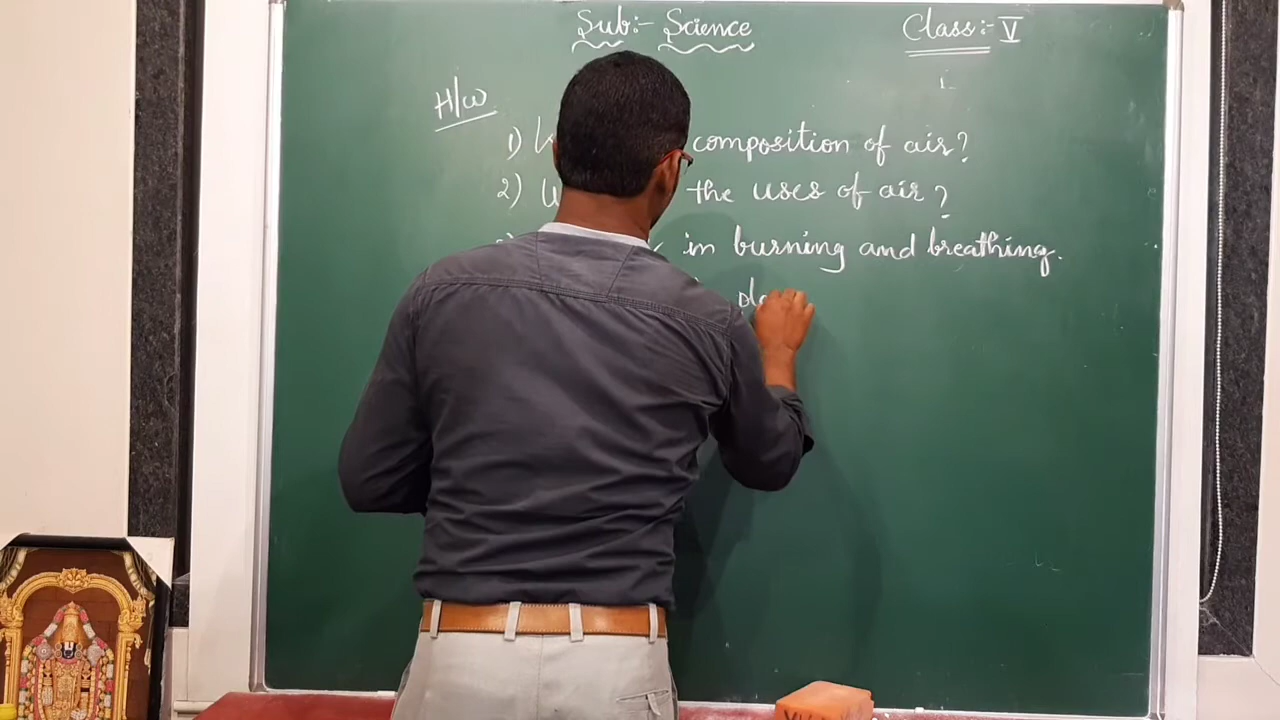 Sub:- Science
Class:- V
H/w
1) composition of air?
2) the uses of air?
in burning and breathing.